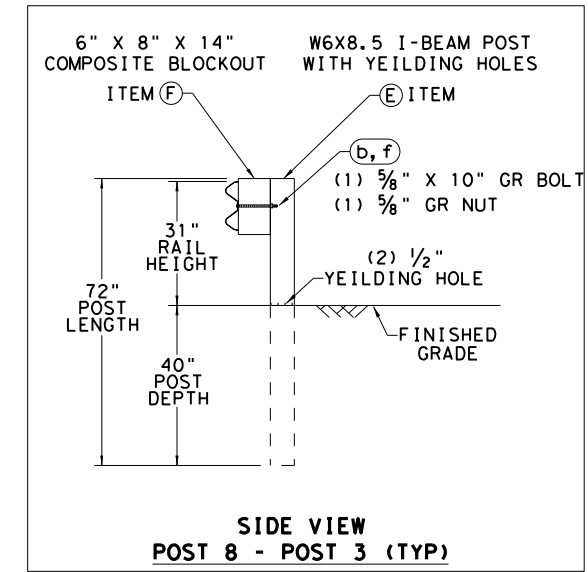 6" X 8" X 14"
COMPOSITE BLOCKOUT
ITEM F
W6X8.5 I-BEAM POST
WITH YEILDING HOLES
E ITEM
b, f
(1) 5/8" X 10" GR BOLT
(1) 5/8" GR NUT
31"
RAIL
HEIGHT
(2) 1/2"
YEILDING HOLE
72"
POST
LENGTH
FINISHED
GRADE
40"
POST
DEPTH
SIDE VIEW
POST 8 - POST 3 (TYP)